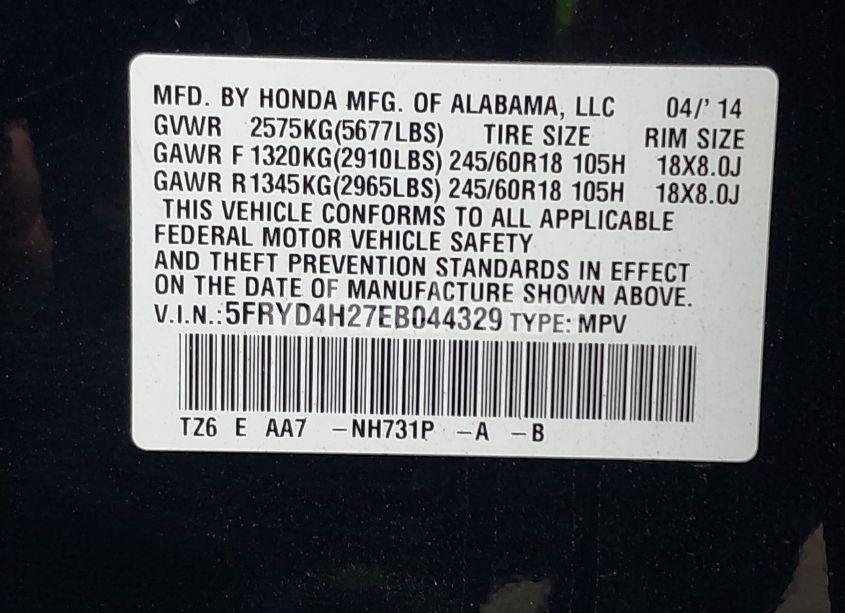 MFD. BY HONDA MFG. OF ALABAMA, LLC 04/' 14
GVWR 2575KG(5677LBS) TIRE SIZE RIM SIZE
GAWR F 1320KG(2910LBS) 245/60R18 105H 18X8.0J
GAWR R 1345KG(2965LBS) 245/60R18 105H 18X8.0J
THIS VEHICLE CONFORMS TO ALL APPLICABLE
FEDERAL MOTOR VEHICLE SAFETY
AND THEFT PREVENTION STANDARDS IN EFFECT
ON THE DATE OF MANUFACTURE SHOWN ABOVE.
V.I.N.:5FRYD4H27EB044329 TYPE: MPV
TZ6 E AA7 –NH731P –A –B